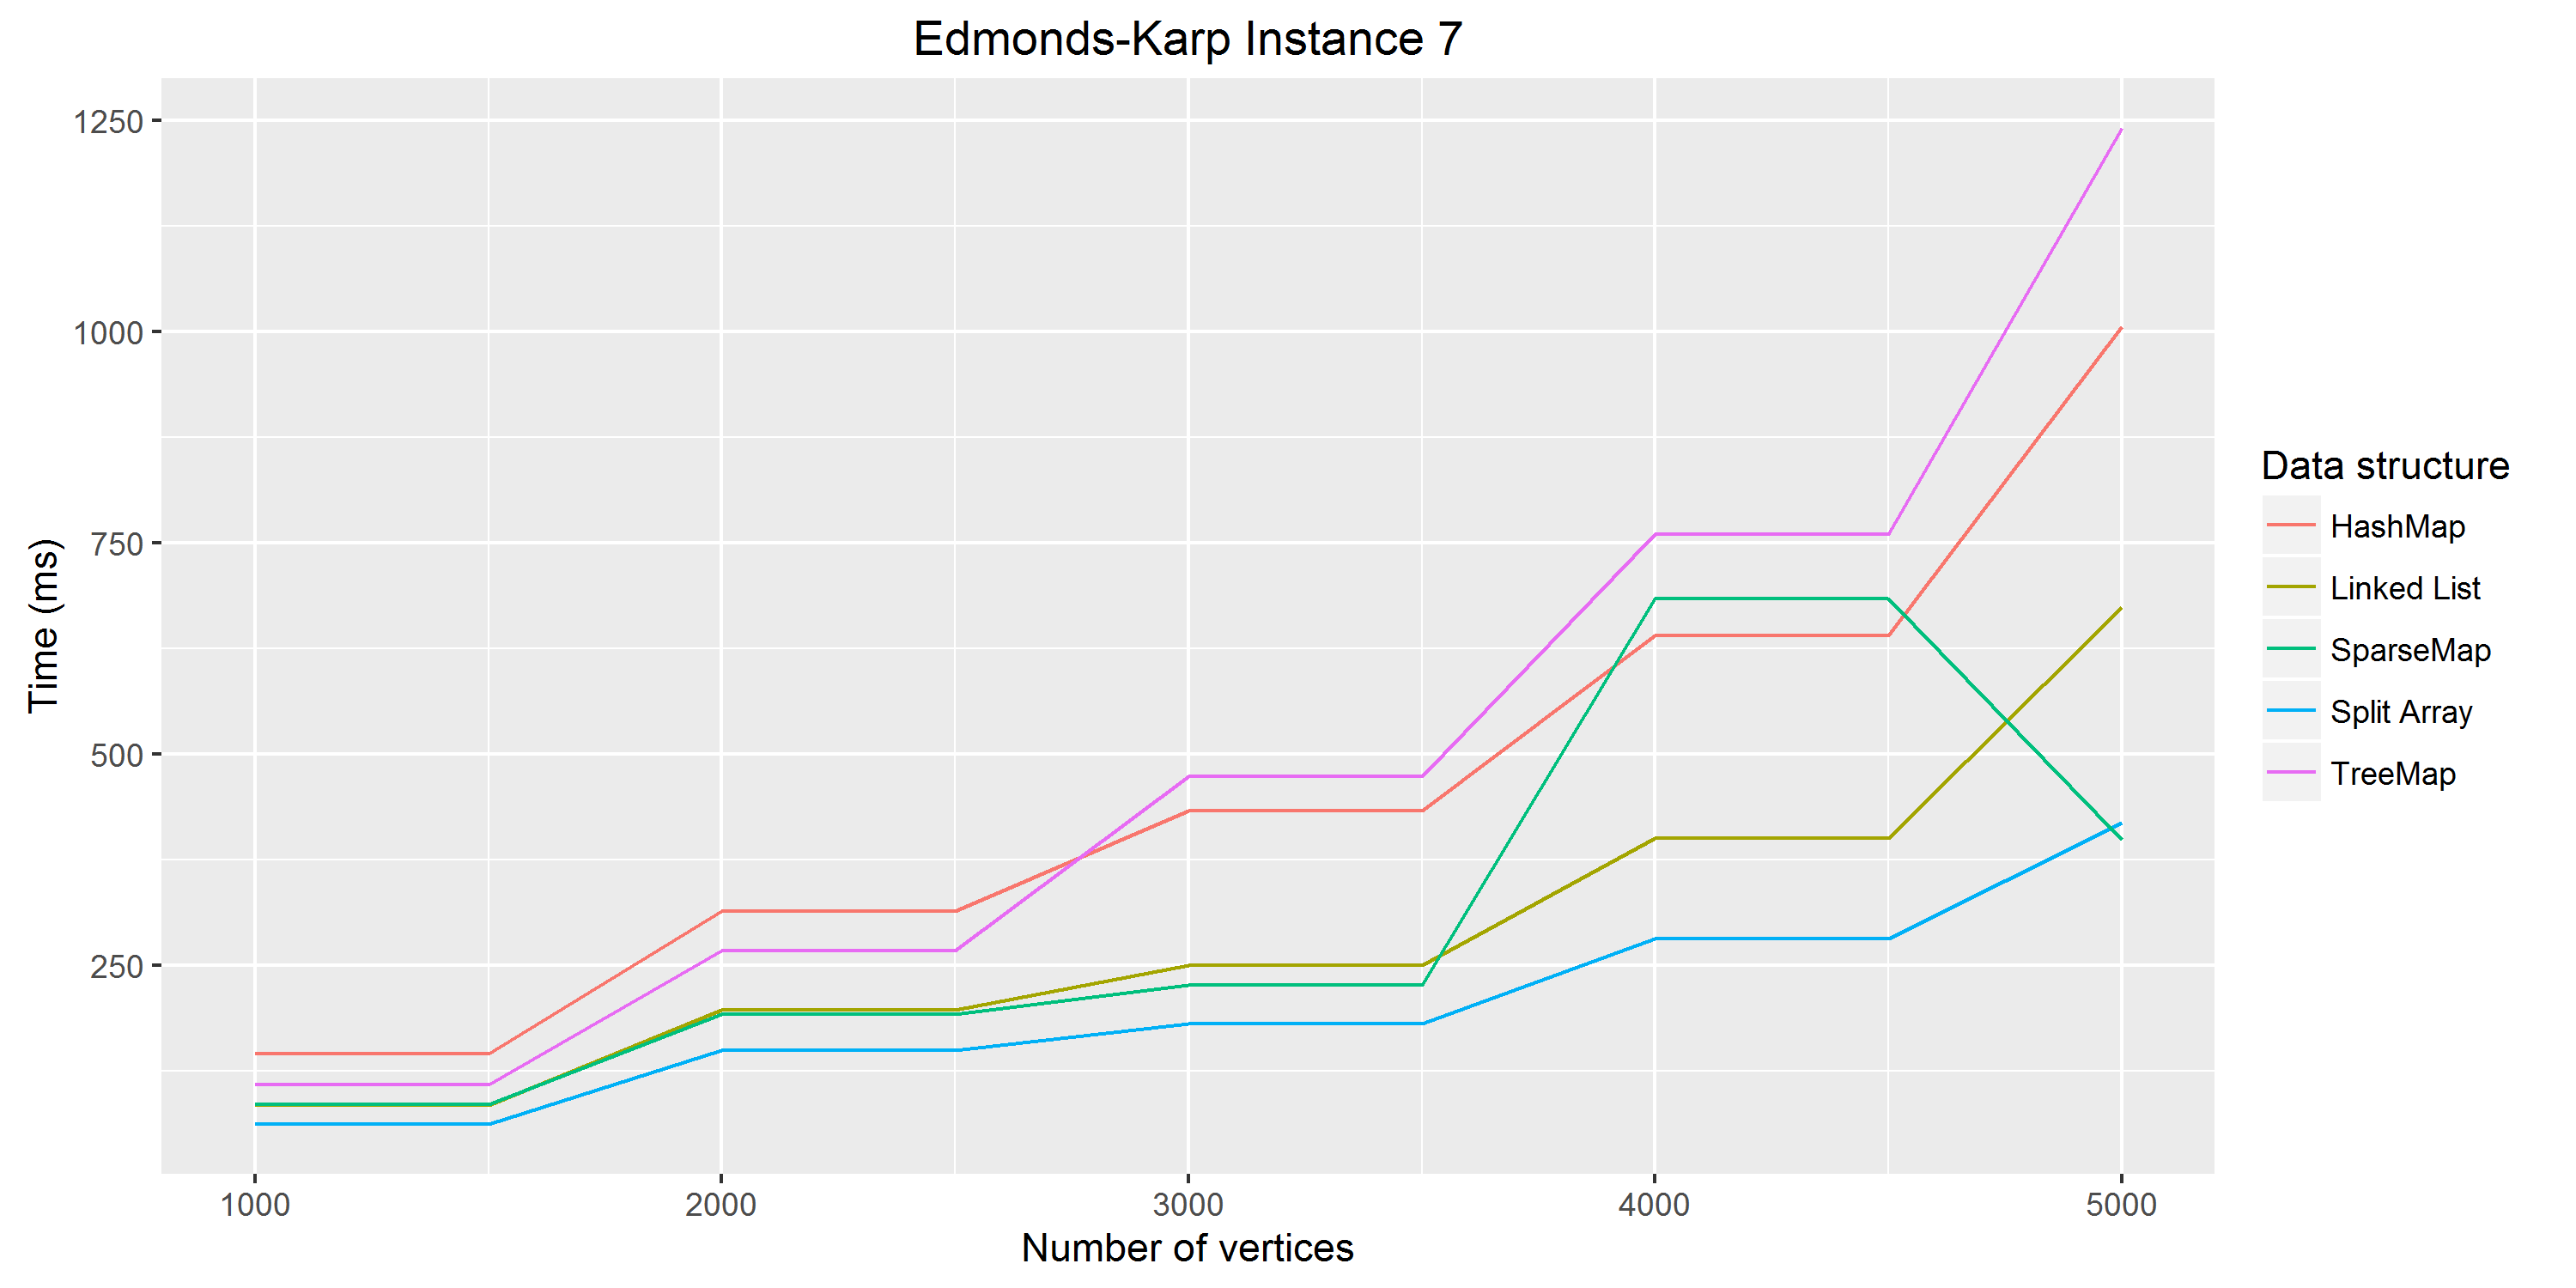 Edmonds-Karp Instance 7
1250
1000
750
500
250
Time (ms)
1000 2000 3000 4000 5000
Number of vertices
Data structure
HashMap
Linked List
SparseMap
Split Array
TreeMap